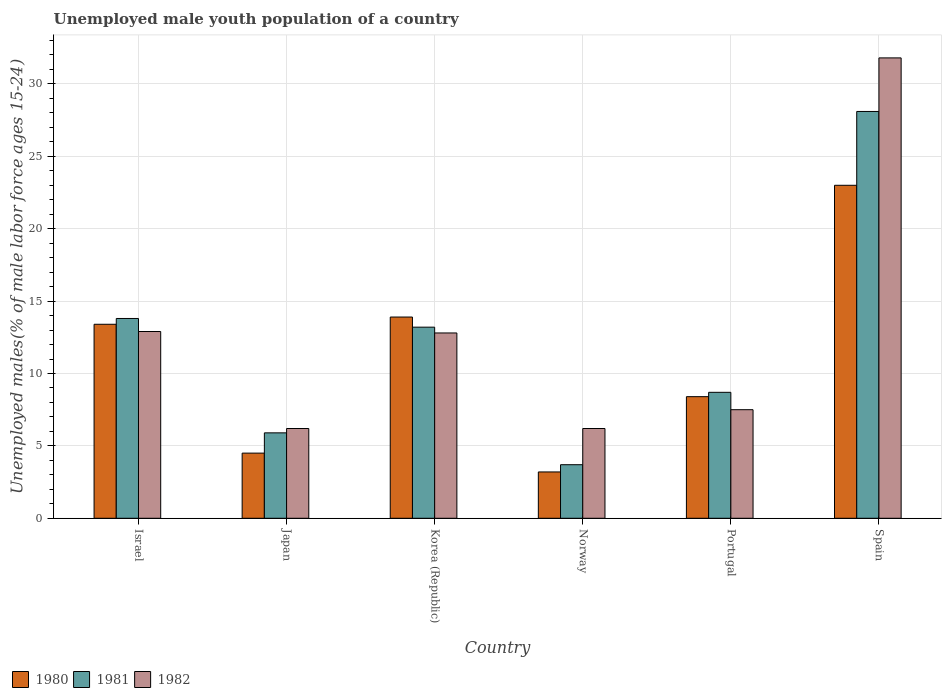 Unemployed male youth population of a country
Unemployed males(% of male labor force ages 15-24)
30
25
20
15
10
5
0
Israel
Japan
Korea (Republic)
Norway
Portugal
Spain
Country
1980
1981
1982